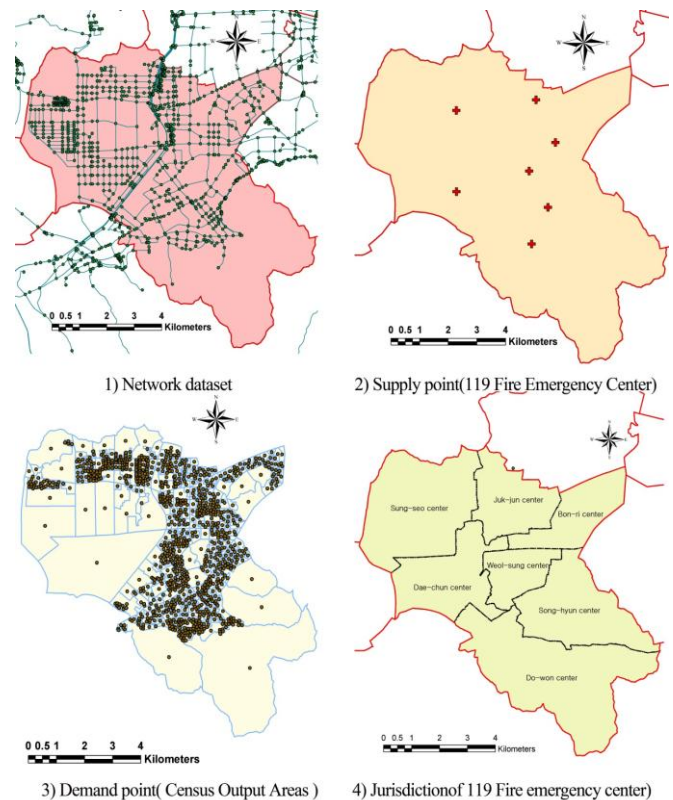 N
W E
S
0 0.5 1 2 3 4
Kilometers
1) Network dataset
N
W E
S
0 0.5 1 2 3 4
Kilometers
2) Supply point(119 Fire Emergency Center)
N
W E
S
0 0.5 1 2 3 4
Kilometers
3) Demand point( Census Output Areas )
N
W E
S
Sung-seo center
Juk-jun center
Bon-ri center
Weol-sung center
Dae-chun center
Song-hyun center
Do-won center
0 0.5 1 2 3 4
Kilometers
4) Jurisdictionof 119 Fire emergency center)